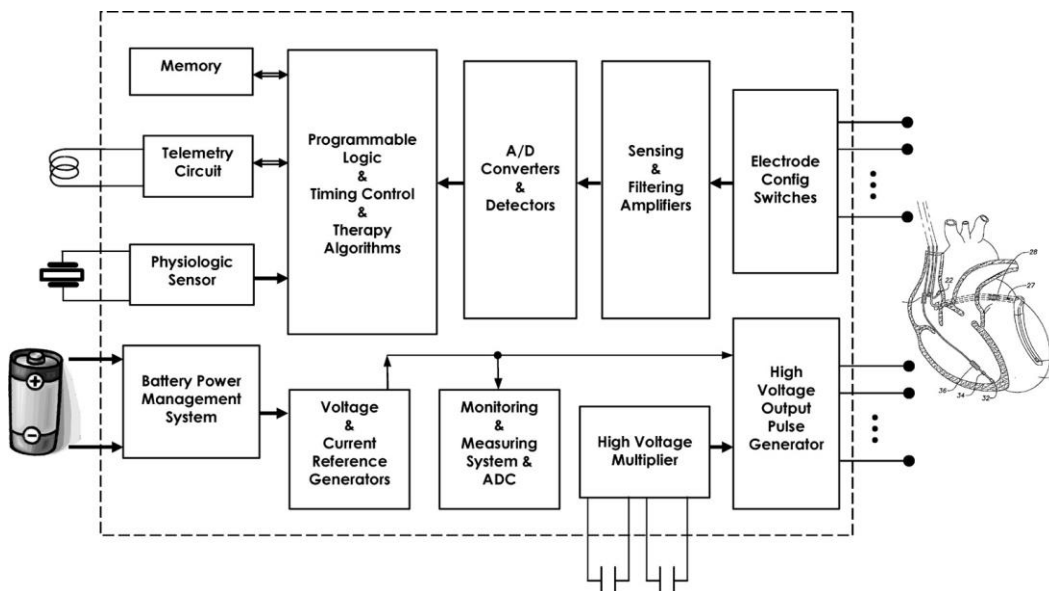 Memory
Telemetry
Circuit
Physiologic
Sensor
Programmable
Logic
&
Timing Control
&
Therapy
Algorithms
A/D
Converters
&
Detectors
Sensing
&
Filtering
Amplifiers
Electrode
Config
Switches
Battery Power
Management
System
Voltage
&
Current
Reference
Generators
Monitoring
&
Measuring
System &
ADC
High Voltage
Multiplier
High
Voltage
Output
Pulse
Generator
28
22
27
36
34
32